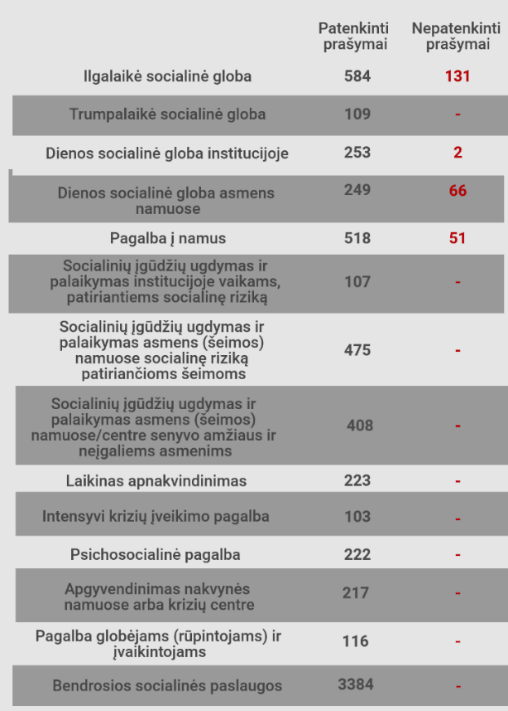 Patenkinti Nepatenkinti
prašymai prašymai
Ilgalaikė socialinė globa 584 131
Trumpalaikė socialinė globa 109 -
Dienos socialinė globa institucijoje 253 2
Dienos socialinė globa asmens
namuose 249 66
Pagalba į namus 518 51
Socialinių įgūdžių ugdymas ir
palaikymas institucijoje vaikams,
patiriantiems socialinę riziką 107 -
Socialinių įgūdžių ugdymas ir
palaikymas asmens (šeimos)
namuose socialinę riziką
patiriančioms šeimoms 475 -
Socialinių įgūdžių ugdymas ir
palaikymas asmens (šeimos)
namuose/centre senyvo amžiaus ir
neįgaliems asmenims 408 -
Laikinas apnakvindinimas 223 -
Intensyvi krizių įveikimo pagalba 103 -
Psichosocialinė pagalba 222 -
Apgyvendinimas nakvynės
namuose arba krizių centre 217 -
Pagalba globėjams (rūpintojams) ir
įvaikintojams 116 -
Bendrosios socialinės paslaugos 3384 -